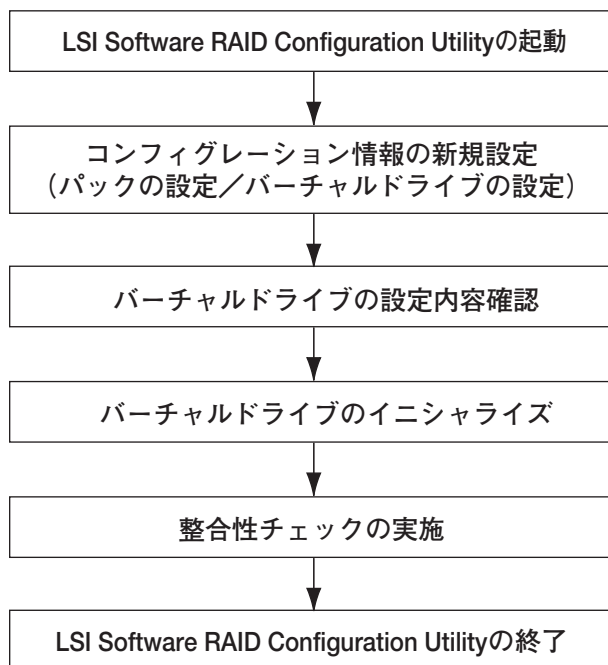 LSI Software RAID Configuration Utilityの起動
コンフィグレーション情報の新規設定
（パックの設定／バーチャルドライブの設定）
バーチャルドライブの設定内容確認
バーチャルドライブのイニシャライズ
整合性チェックの実施
LSI Software RAID Configuration Utilityの終了